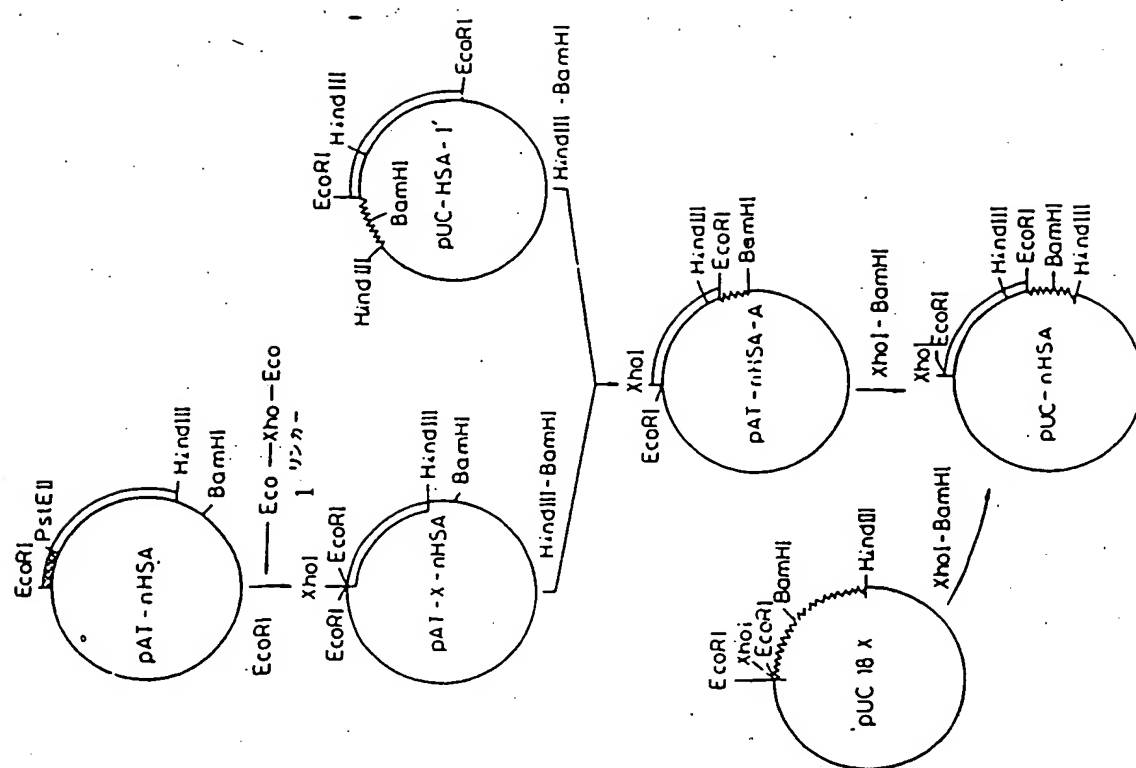 EcoRI
PstEII
HindIII
BamHI
pAT-nHSA
EcoRI
Eco—Xho—Eco
リンカー
1
XhoI
EcoRI
EcoRI
HindIII
BamHI
pAT-X-nHSA
HindIII-BamHI
EcoRI
HindIII
EcoRI
BamHI
HindIII
pUC-HSA-I'
HindIII-BamHI
XhoI
EcoRI
HindIII
EcoRI
BamHI
pAT-nHSA-A
XhoI-BamHI
EcoRI
XhoI
EcoRI
BamHI
HindIII
pUC 18 X
XhoI-BamHI
XhoI
EcoRI
HindIII
EcoRI
BamHI
HindIII
pUC-nHSA